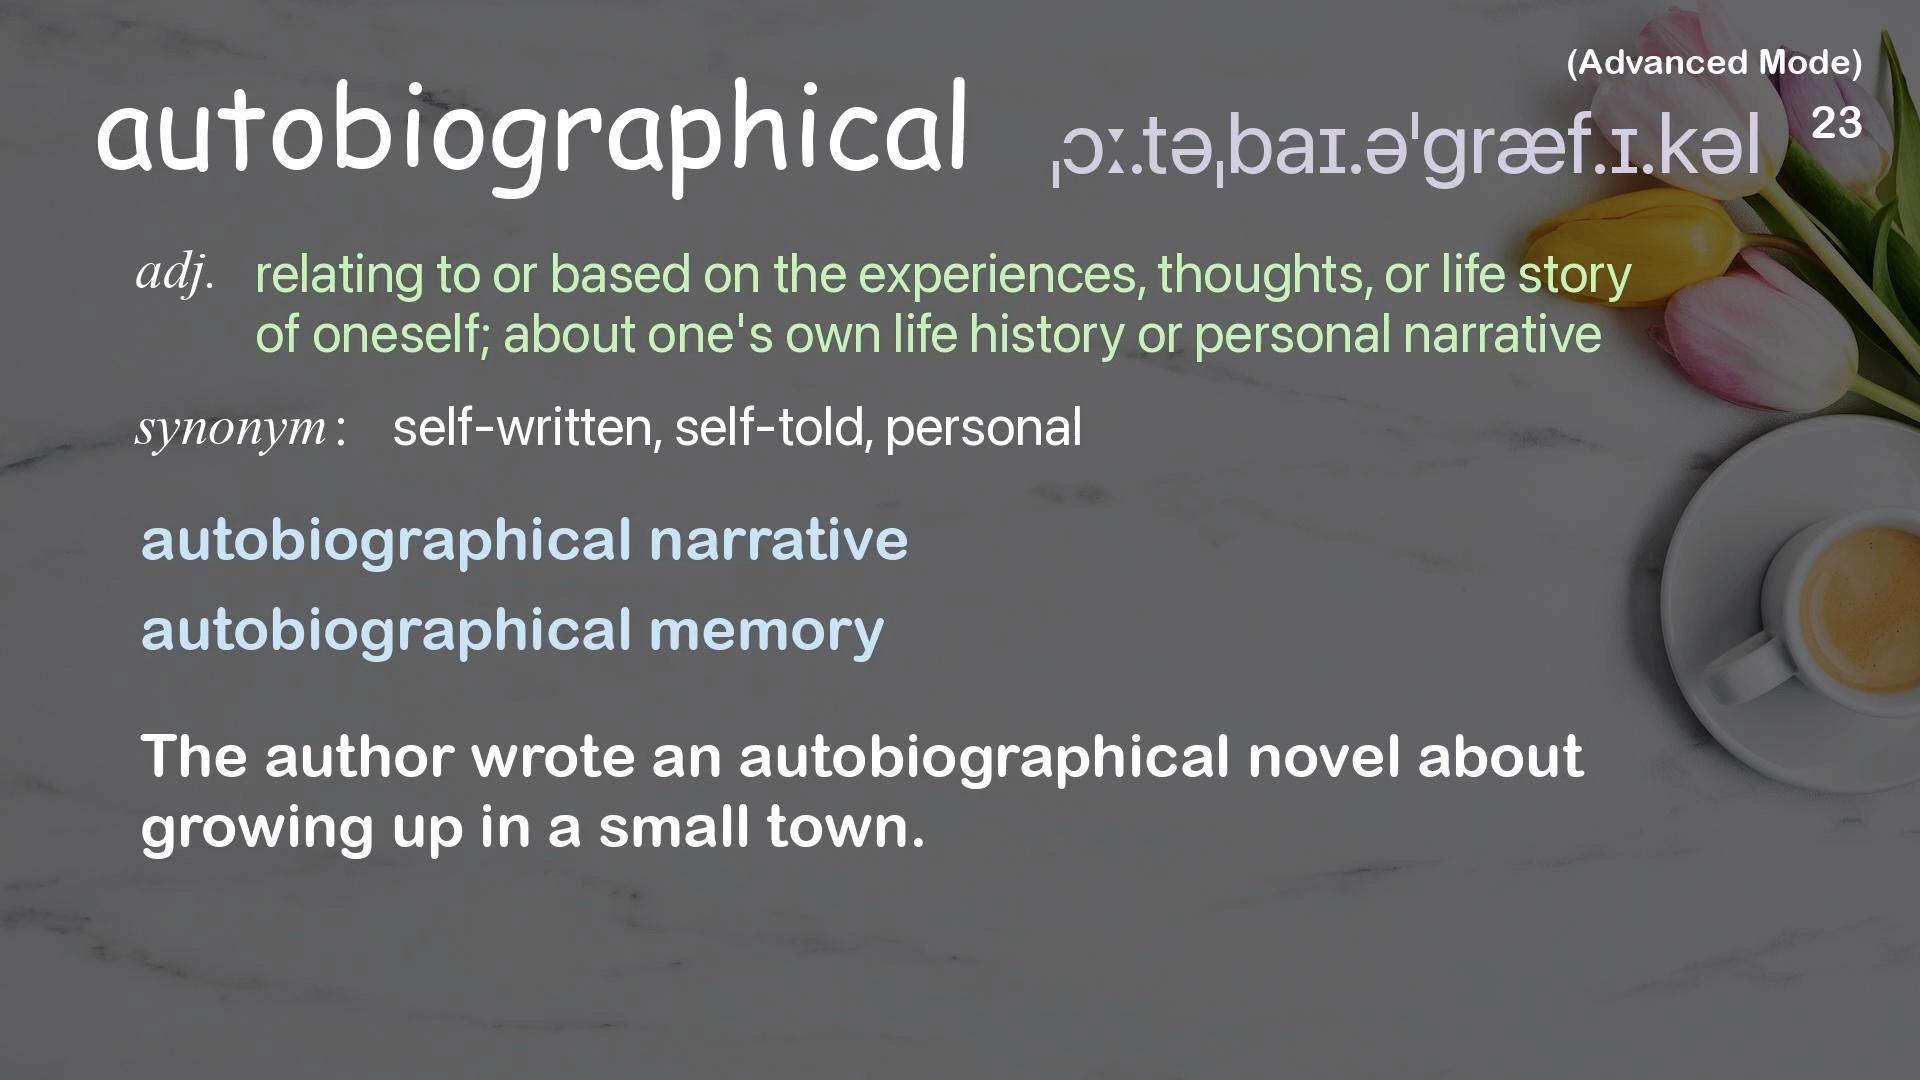 (Advanced Mode)
autobiographical ˌɔː.təˌbaɪ.əˈɡræf.ɪ.kəl 23
adj. relating to or based on the experiences, thoughts, or life story
of oneself; about one's own life history or personal narrative
synonym: self-written, self-told, personal
autobiographical narrative
autobiographical memory
The author wrote an autobiographical novel about
growing up in a small town.